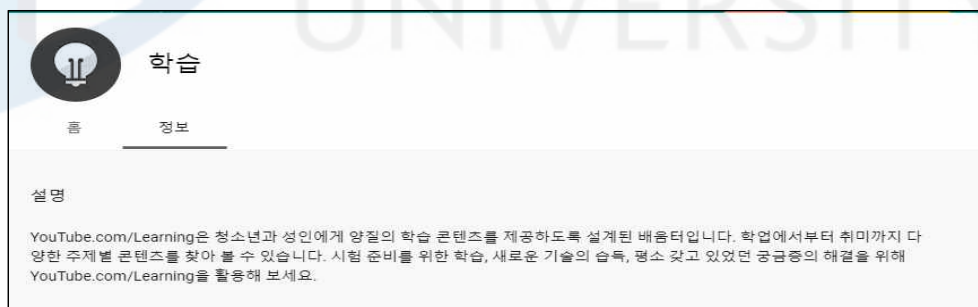 UNIVERSIT
학습
홈 정보
설명
YouTube.com/Learning은 청소년과 성인에게 양질의 학습 콘텐츠를 제공하도록 설계된 배움터입니다. 학업에서부터 취미까지 다
양한 주제별 콘텐츠를 찾아 볼 수 있습니다. 시험 준비를 위한 학습, 새로운 기술의 습득, 평소 갖고 있었던 궁금증의 해결을 위해
YouTube.com/Learning을 활용해 보세요.